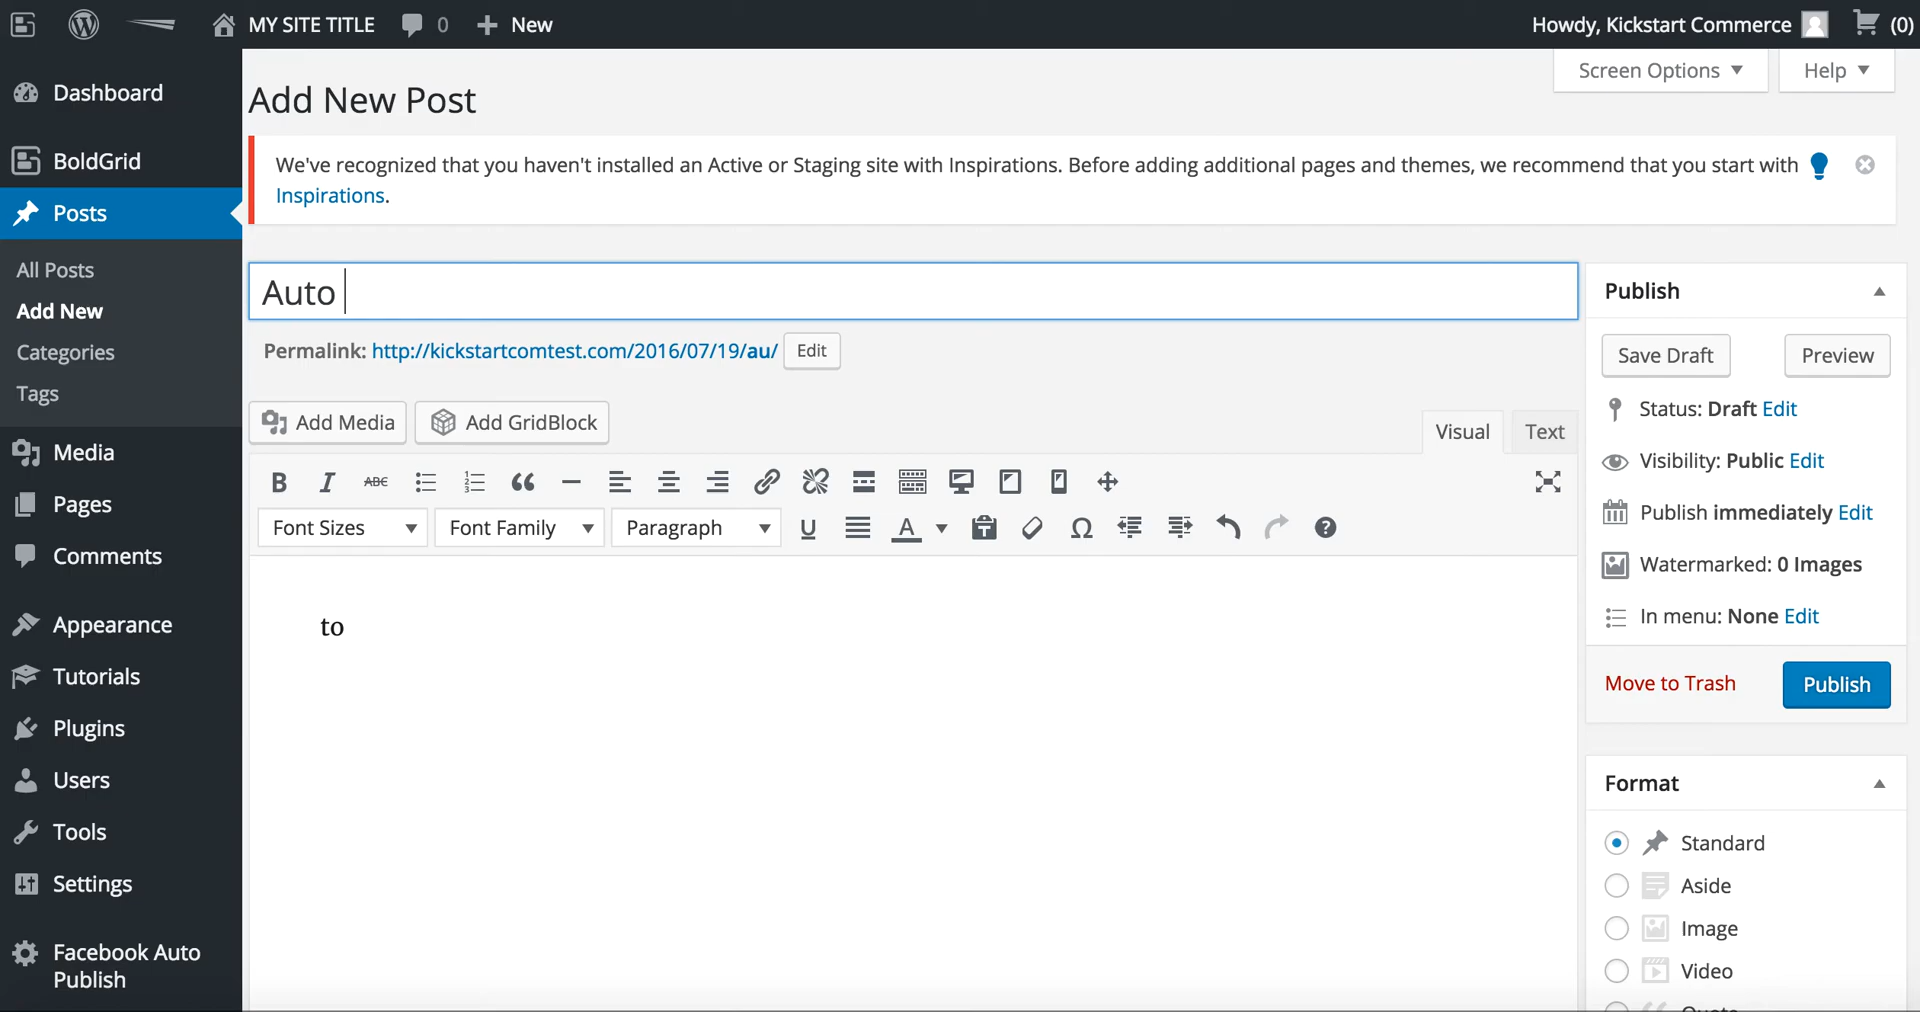 MY SITE TITLE 0 New Howdy, Kickstart Commerce (0)
Screen Options Help
Dashboard
BoldGrid
Posts
All Posts
Add New
Categories
Tags
Media
Pages
Comments
Appearance
Tutorials
Plugins
Users
Tools
Settings
Facebook Auto
Publish
Add New Post
We've recognized that you haven't installed an Active or Staging site with Inspirations. Before adding additional pages and themes, we recommend that you start with
Inspirations.
Auto
Permalink: http://kickstartcomtest.com/2016/07/19/au/ Edit
Add Media Add GridBlock
Visual Text
B I ABC
Font Sizes Font Family Paragraph U A Ω ?
to
Publish
Save Draft Preview
Status: Draft Edit
Visibility: Public Edit
Publish immediately Edit
Watermarked: 0 Images
In menu: None Edit
Move to Trash Publish
Format
Standard
Aside
Image
Video